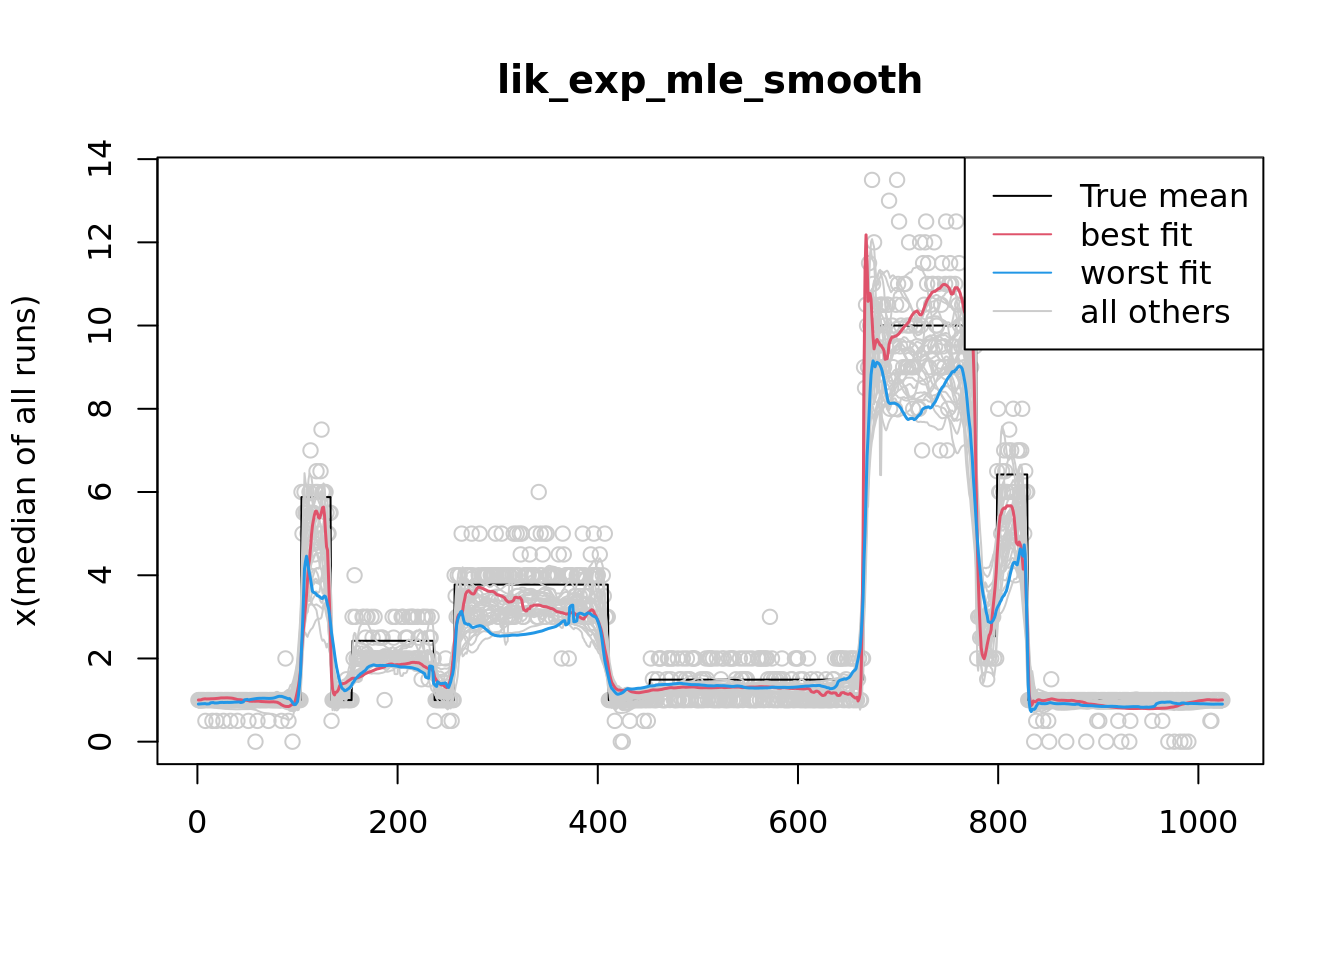 lik_exp_mle_smooth
x(median of all runs)
14
12
10
8
6
4
2
0
True mean
best fit
worst fit
all others
0 200 400 600 800 1000